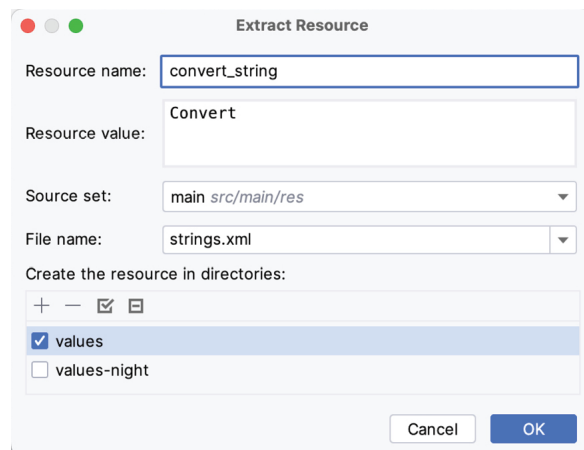 Extract Resource
Resource name: convert_string
Resource value: Convert
Source set: main src/main/res
File name: strings.xml
Create the resource in directories:
values
values-night
Cancel OK